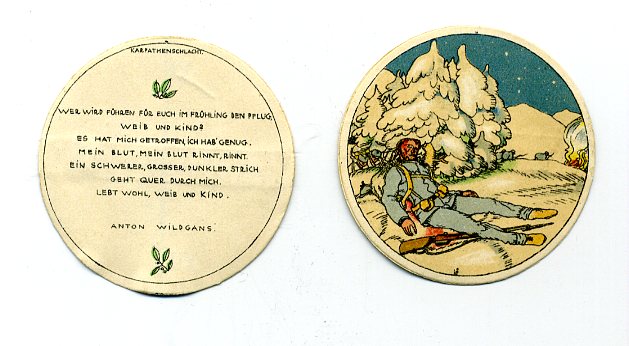 KARPATHENSCHLACHT.
WER WIRD FÜHREN FÜR EUCH IM FRÜHLING DEN PFLUG,
WEIB UND KIND?
ES HAT MICH GETROFFEN, ICH HAB' GENUG.
MEIN BLUT, MEIN BLUT RINNT, RINNT.
EIN SCHWERER, GROSSER, DUNKLER STRICH
GEHT QUER DURCH MICH.
LEBT WOHL, WEIB UND KIND.
ANTON WILDGANS.